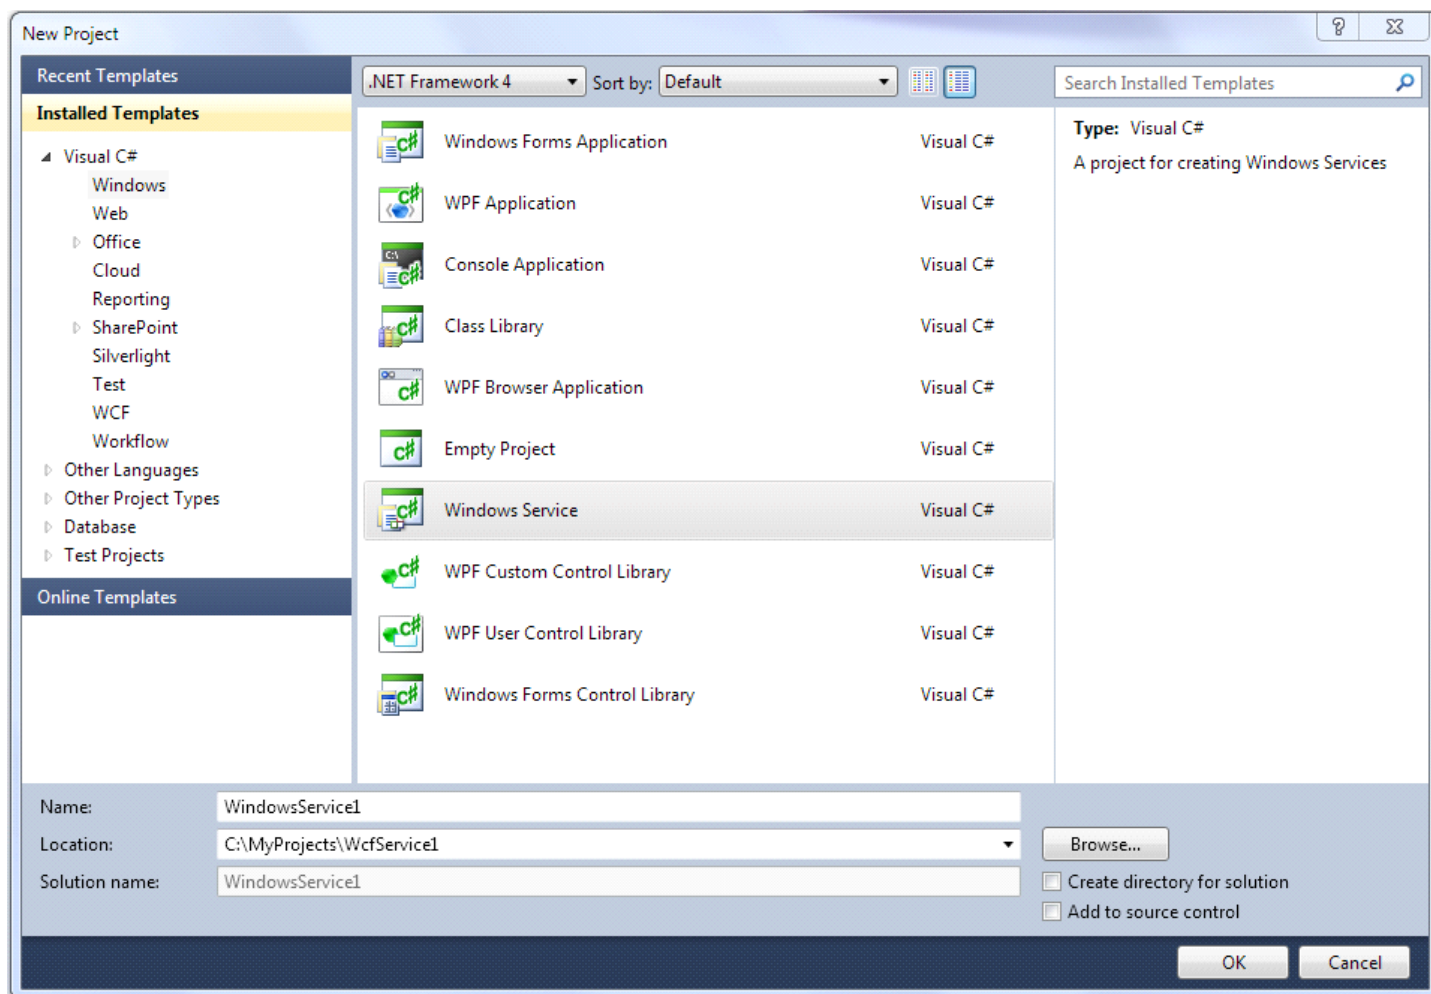 New Project
Recent Templates
.NET Framework 4
Sort by:
Default
Search Installed Templates
Installed Templates
Visual C#
Windows
Web
Office
Cloud
Reporting
SharePoint
Silverlight
Test
WCF
Workflow
Other Languages
Other Project Types
Database
Test Projects
Online Templates
Windows Forms Application Visual C#
WPF Application Visual C#
Console Application Visual C#
Class Library Visual C#
WPF Browser Application Visual C#
Empty Project Visual C#
Windows Service Visual C#
WPF Custom Control Library Visual C#
WPF User Control Library Visual C#
Windows Forms Control Library Visual C#
Type: Visual C#
A project for creating Windows Services
Name: WindowsService1
Location: C:\MyProjects\WcfService1
Browse...
Solution name: WindowsService1
Create directory for solution
Add to source control
OK
Cancel